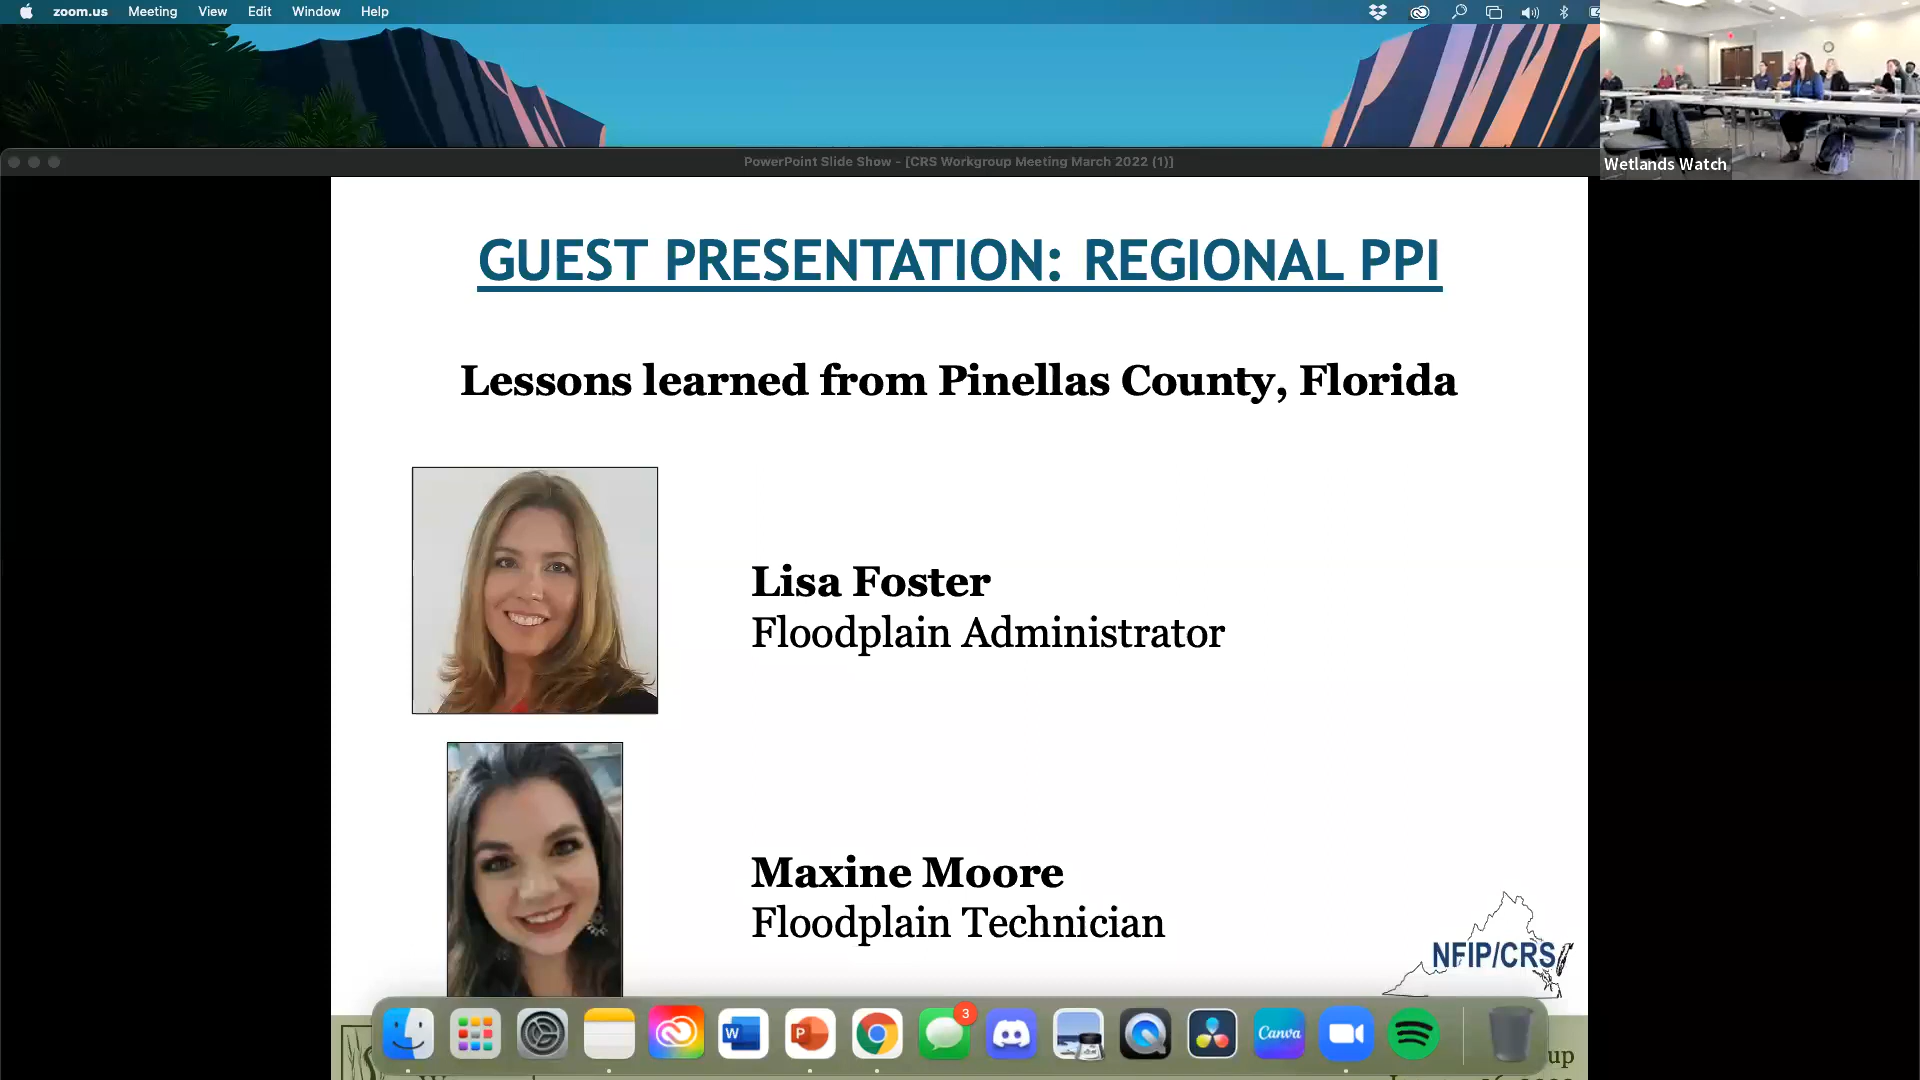 zoom.us Meeting View Edit Window Help
Wetlands Watch
PowerPoint Slide Show - [CRS Workgroup Meeting March 2022 (1)]
GUEST PRESENTATION: REGIONAL PPI
Lessons learned from Pinellas County, Florida
Lisa Foster
Floodplain Administrator
Maxine Moore
Floodplain Technician
NFIP/CRS
3
W
P
Canva
up